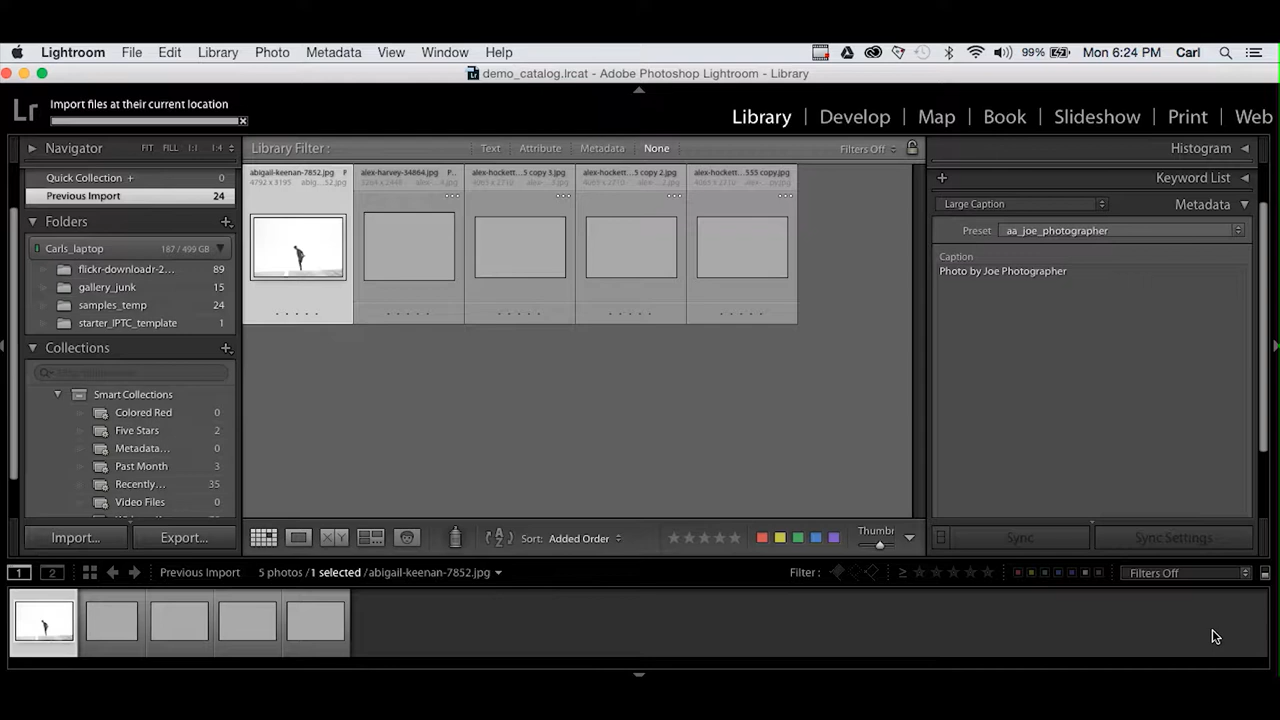 Lightroom File Edit Library Photo Metadata View Window Help 99% Mon 6:24 PM Carl
demo_catalog.lrcat - Adobe Photoshop Lightroom - Library
Lr Import files at their current location
Library Develop Map Book Slideshow Print Web
Navigator FIT FILL 1:1 1:4
Library Filter : Text Attribute Metadata None Filters Off
Histogram
Quick Collection + 0
Previous Import 24
Folders
Carls_laptop 187 / 499 GB
flickr-downloadr-2... 89
gallery_junk 15
samples_temp 24
starter_IPTC_template 1
Collections
Smart Collections
Colored Red 0
Five Stars 2
Metadata... 0
Past Month 3
Recently... 35
Video Files 0
Import... Export...
abigail-keenan-7852.jpg P
4792 x 3195 abig...52.jpg
alex-harvey-34864.jpg P...
alex-hockett...5 copy 3.jpg
alex-hockett...5 copy 2.jpg
alex-hockett...555 copy.jpg
Keyword List
Large Caption Metadata
Preset aa_joe_photographer
Caption
Photo by Joe Photographer
Sort: Added Order
Thumbr
Sync Sync Settings
1 2 Previous Import 5 photos / 1 selected / abigail-keenan-7852.jpg
Filter : Filters Off